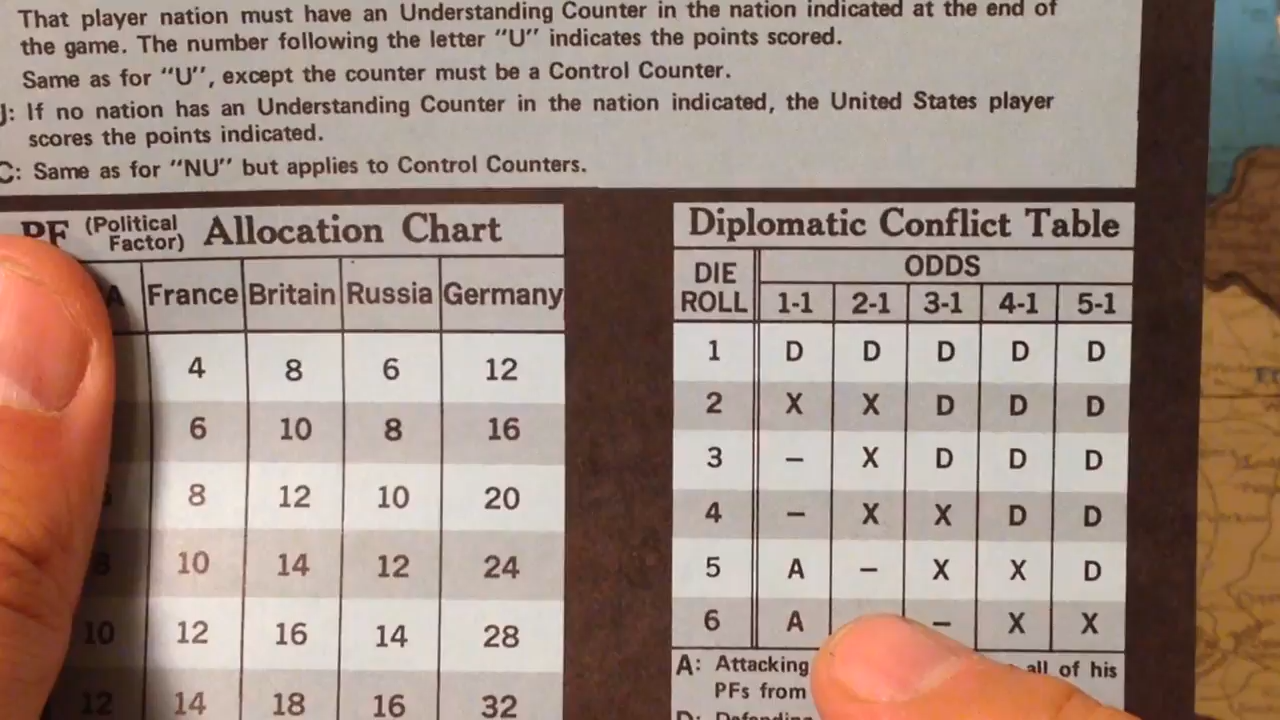 That player nation must have an Understanding Counter in the nation indicated at the end of
the game. The number following the letter "U" indicates the points scored.
Same as for "U", except the counter must be a Control Counter.
J: If no nation has an Understanding Counter in the nation indicated, the United States player
scores the points indicated.
C: Same as for "NU" but applies to Control Counters.
PF (Political Factor) Allocation Chart
A France Britain Russia Germany
4 8 6 12
6 10 8 16
8 12 10 20
8 10 14 12 24
10 12 16 14 28
12 14 18 16 32
Diplomatic Conflict Table
DIE ROLL ODDS
1-1 2-1 3-1 4-1 5-1
1 D D D D D
2 X X D D D
3 – X D D D
4 – X X D D
5 A – X X D
6 A – X X
A: Attacking all of his
PFs from
D: Defending